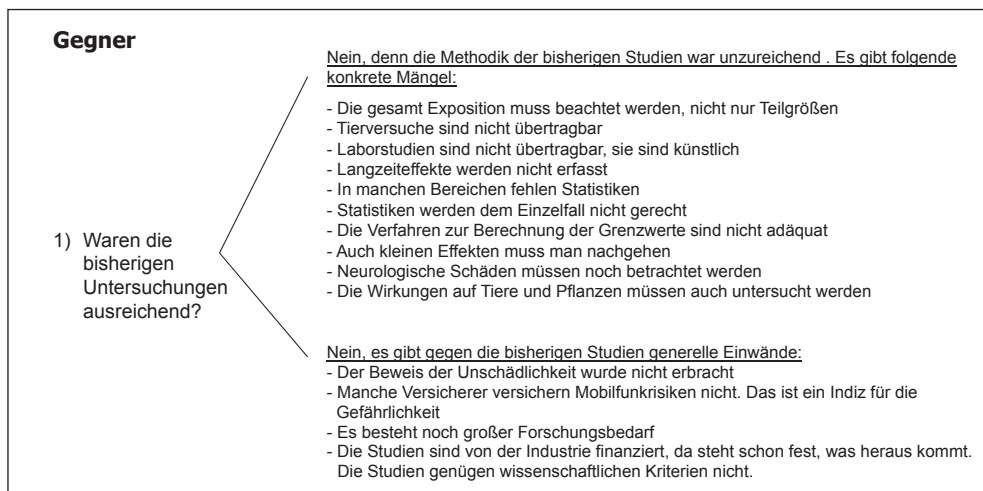 Gegner
1) Waren die
bisherigen
Untersuchungen
ausreichend?
Nein, denn die Methodik der bisherigen Studien war unzureichend . Es gibt folgende
konkrete Mängel:
- Die gesamt Exposition muss beachtet werden, nicht nur Teilgrößen
- Tierversuche sind nicht übertragbar
- Laborstudien sind nicht übertragbar, sie sind künstlich
- Langzeiteffekte werden nicht erfasst
- In manchen Bereichen fehlen Statistiken
- Statistiken werden dem Einzelfall nicht gerecht
- Die Verfahren zur Berechnung der Grenzwerte sind nicht adäquat
- Auch kleinen Effekten muss man nachgehen
- Neurologische Schäden müssen noch betrachtet werden
- Die Wirkungen auf Tiere und Pflanzen müssen auch untersucht werden
Nein, es gibt gegen die bisherigen Studien generelle Einwände:
- Der Beweis der Unschädlichkeit wurde nicht erbracht
- Manche Versicherer versichern Mobilfunkrisiken nicht. Das ist ein Indiz für die
Gefährlichkeit
- Es besteht noch großer Forschungsbedarf
- Die Studien sind von der Industrie finanziert, da steht schon fest, was heraus kommt.
Die Studien genügen wissenschaftlichen Kriterien nicht.